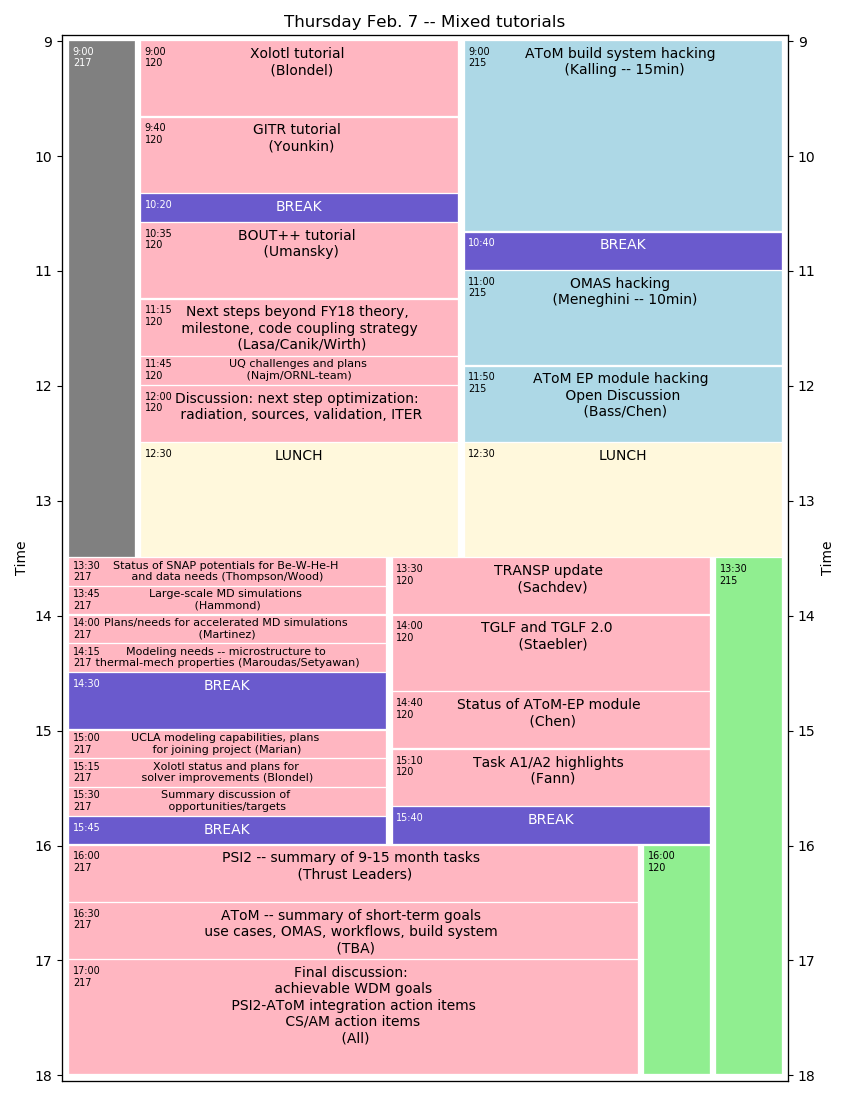 Thursday Feb. 7 -- Mixed tutorials
9
10
11
12
13
14
15
16
17
18
Time
9:00
217
9:00
120
Xolotl tutorial
(Blondel)
9:40
120
GITR tutorial
(Younkin)
10:20
BREAK
10:35
120
BOUT++ tutorial
(Umansky)
11:15
120
Next steps beyond FY18 theory,
milestone, code coupling strategy
(Lasa/Canik/Wirth)
11:45
120
UQ challenges and plans
(Najm/ORNL-team)
12:00
120
Discussion: next step optimization:
radiation, sources, validation, ITER
12:30
LUNCH
9:00
215
AToM build system hacking
(Kalling -- 15min)
10:40
BREAK
11:00
215
OMAS hacking
(Meneghini -- 10min)
11:50
215
AToM EP module hacking
Open Discussion
(Bass/Chen)
12:30
LUNCH
13:30
217
Status of SNAP potentials for Be-W-He-H
and data needs (Thompson/Wood)
13:45
217
Large-scale MD simulations
(Hammond)
14:00
217
Plans/needs for accelerated MD simulations
(Martinez)
14:15
217
Modeling needs -- microstructure to
thermal-mech properties (Maroudas/Setyawan)
14:30
BREAK
15:00
217
UCLA modeling capabilities, plans
for joining project (Marian)
15:15
217
Xolotl status and plans for
solver improvements (Blondel)
15:30
217
Summary discussion of
opportunities/targets
15:45
BREAK
13:30
120
TRANSP update
(Sachdev)
14:00
120
TGLF and TGLF 2.0
(Staebler)
14:40
120
Status of AToM-EP module
(Chen)
15:10
120
Task A1/A2 highlights
(Fann)
15:40
BREAK
13:30
215
16:00
217
PSI2 -- summary of 9-15 month tasks
(Thrust Leaders)
16:30
217
AToM -- summary of short-term goals
use cases, OMAS, workflows, build system
(TBA)
17:00
217
Final discussion:
achievable WDM goals
PSI2-AToM integration action items
CS/AM action items
(All)
16:00
120
9
10
11
12
13
14
15
16
17
18
Time